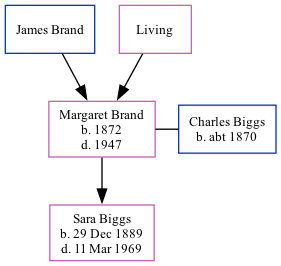 James Brand
Living
Margaret Brand
b. 1872
d. 1947
Charles Biggs
b. abt 1870
Sara Biggs
b. 29 Dec 1889
d. 11 Mar 1969